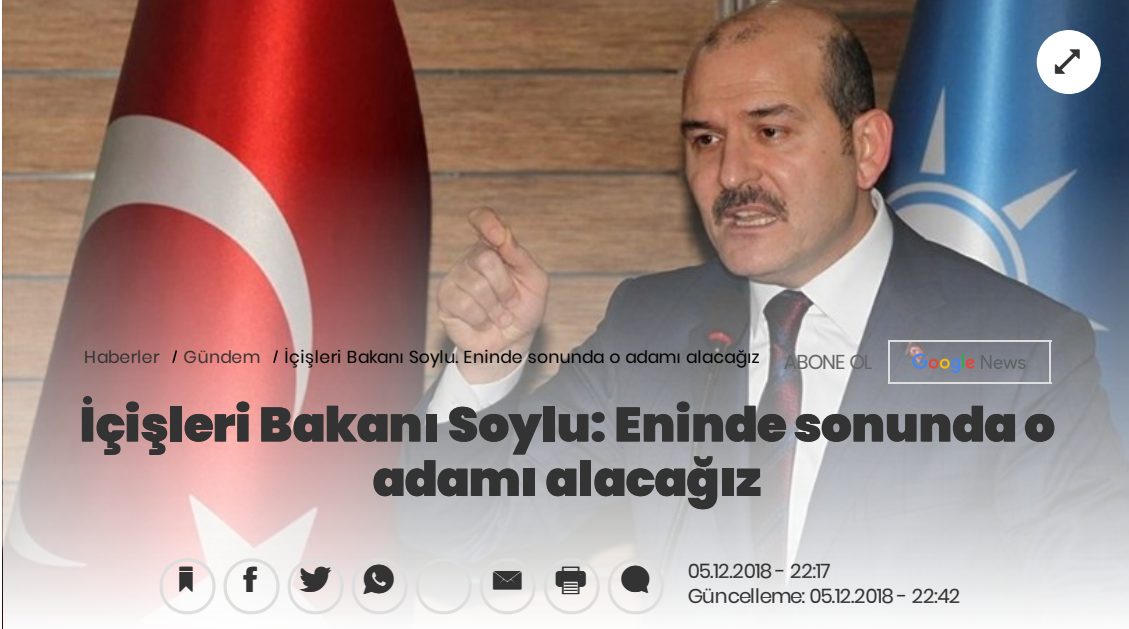 Haberler / Gündem / İçişleri Bakanı Soylu: Eninde sonunda o adamı alacağız
ABONE OL Google News
İçişleri Bakanı Soylu: Eninde sonunda o
adamı alacağız
05.12.2018 - 22:17
Güncelleme: 05.12.2018 - 22:42